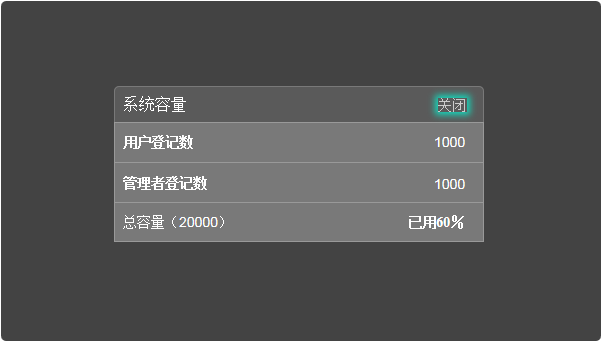 系统容量 关闭
用户登记数 1000
管理者登记数 1000
总容量（20000） 已用60%